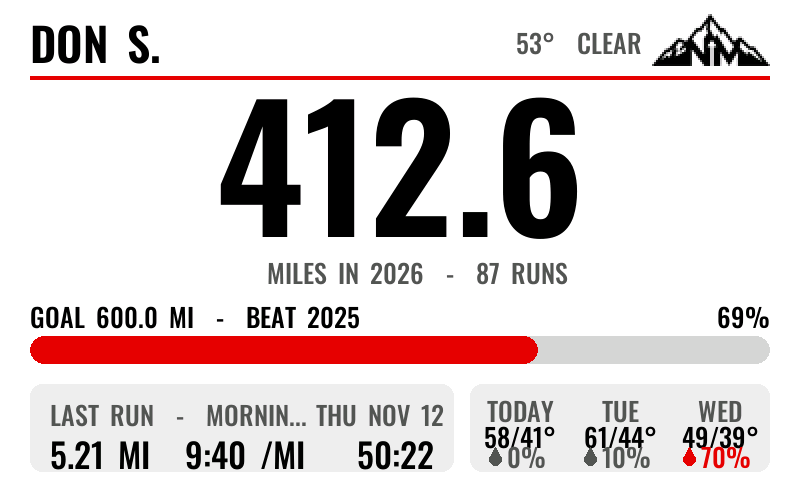 DON S.
53° CLEAR
NM
412.6
MILES IN 2026 - 87 RUNS
GOAL 600.0 MI - BEAT 2025 69%
LAST RUN - MORNIN... THU NOV 12
5.21 MI 9:40 /MI 50:22
TODAY TUE WED
58/41° 61/44° 49/39°
0% 10% 70%